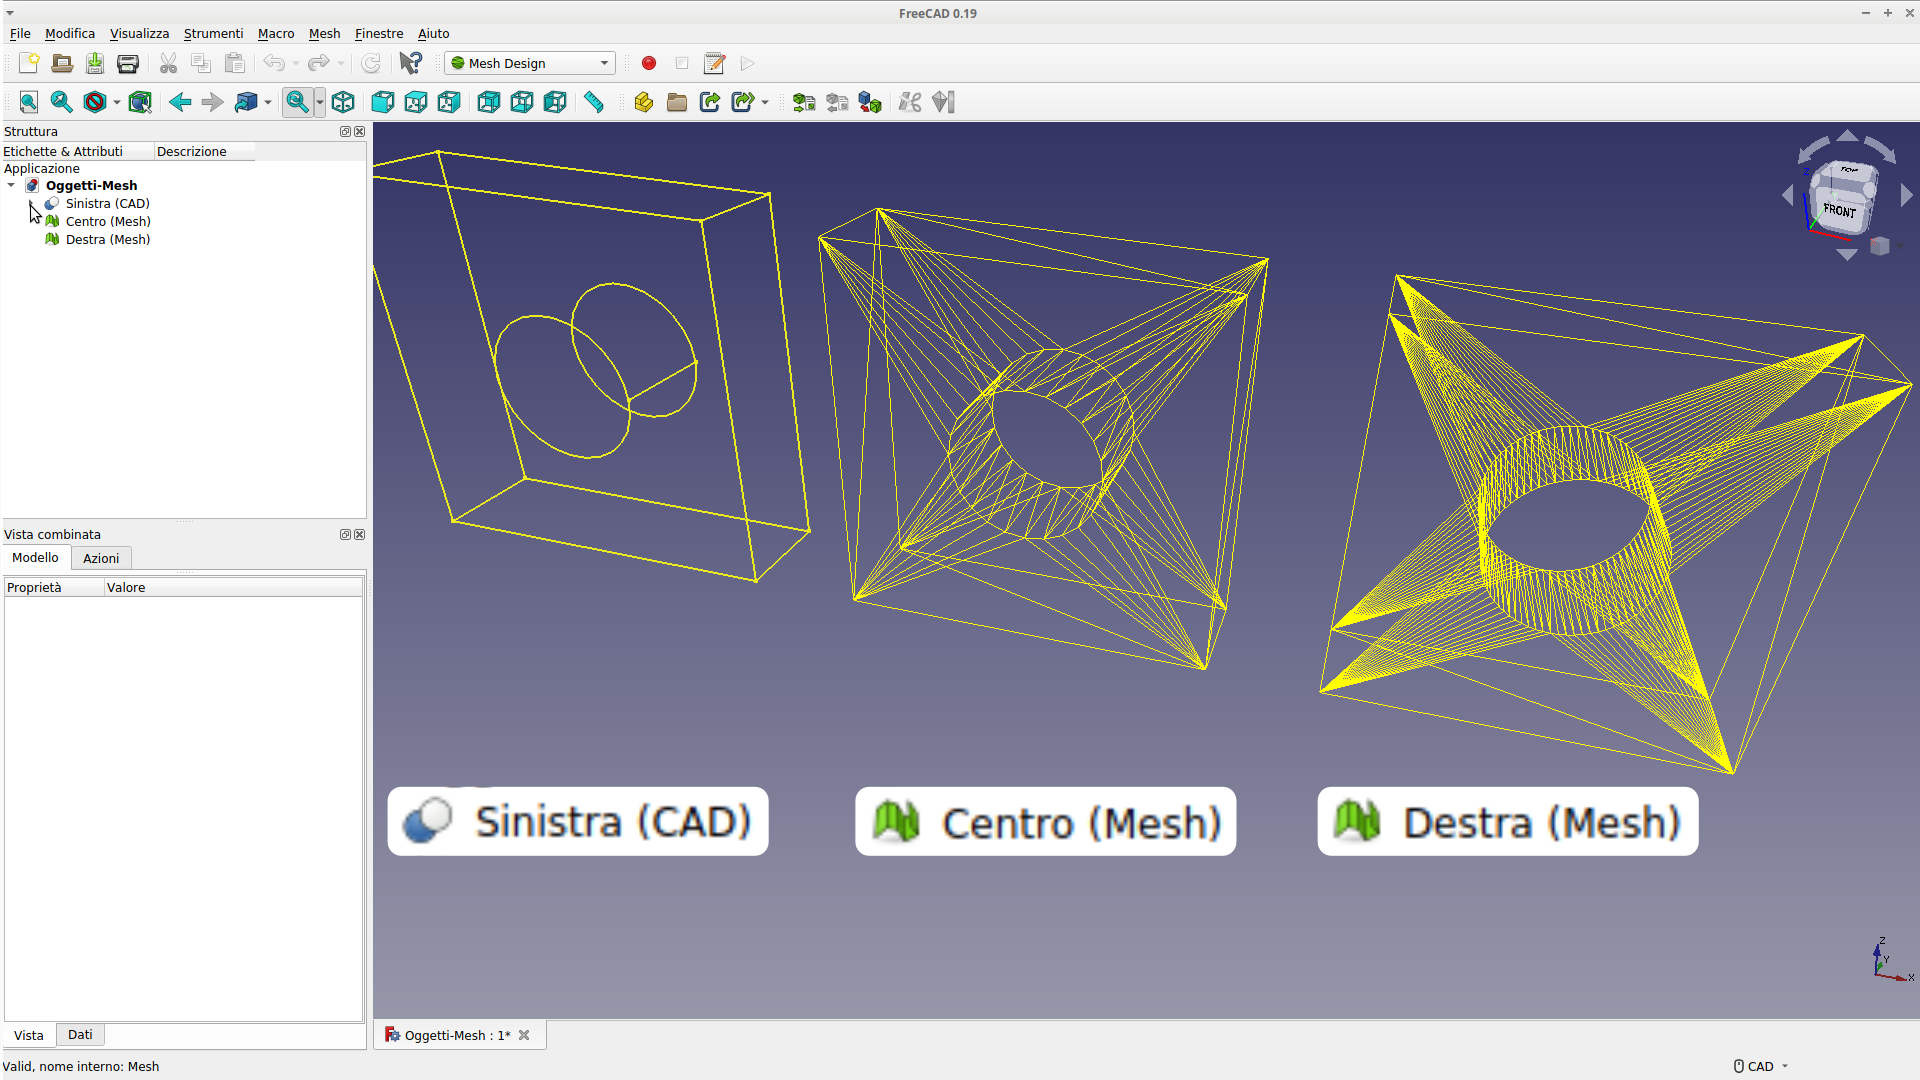 FreeCAD 0.19
File Modifica Visualizza Strumenti Macro Mesh Finestre Aiuto
Mesh Design
Struttura
Etichette & Attributi Descrizione
Applicazione
Oggetti-Mesh
Sinistra (CAD)
Centro (Mesh)
Destra (Mesh)
TOP
FRONT
Z
Vista combinata
Modello Azioni
Proprietà Valore
Sinistra (CAD) Centro (Mesh) Destra (Mesh)
Z
Y
X
Vista Dati
Oggetti-Mesh : 1*
Valid, nome interno: Mesh
CAD